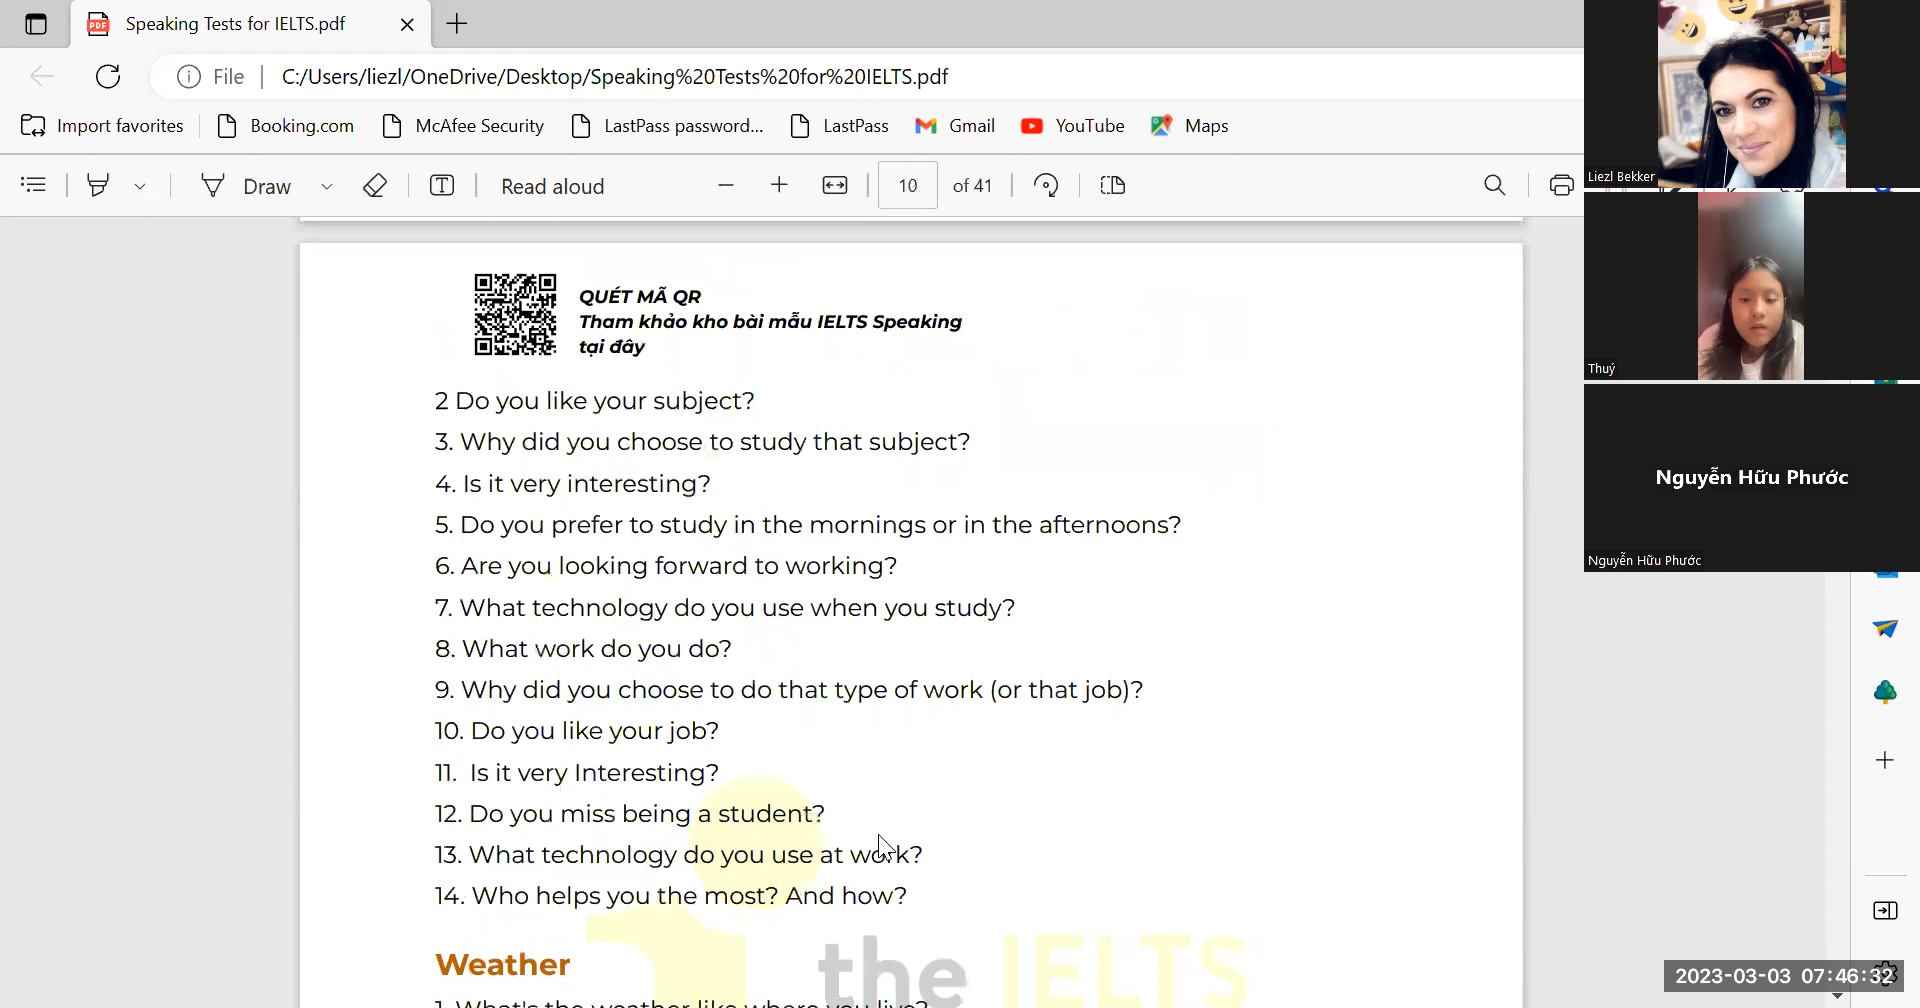 Speaking Tests for IELTS.pdf
File
C:/Users/liezl/OneDrive/Desktop/Speaking%20Tests%20for%20IELTS.pdf
Import favorites
Booking.com
McAfee Security
LastPass password...
LastPass
Gmail
YouTube
Maps
Draw
Read aloud
10
of 41
QUÉT MÃ QR
Tham khảo kho bài mẫu IELTS Speaking
tại đây
2 Do you like your subject?
3. Why did you choose to study that subject?
4. Is it very interesting?
5. Do you prefer to study in the mornings or in the afternoons?
6. Are you looking forward to working?
7. What technology do you use when you study?
8. What work do you do?
9. Why did you choose to do that type of work (or that job)?
10. Do you like your job?
11. Is it very Interesting?
12. Do you miss being a student?
13. What technology do you use at work?
14. Who helps you the most? And how?
the IELTS
Weather
1. What's the weather like where you live?
Liezl Bekker
Thuý
Nguyễn Hữu Phước
Nguyễn Hữu Phước
2023-03-03 07:46:32